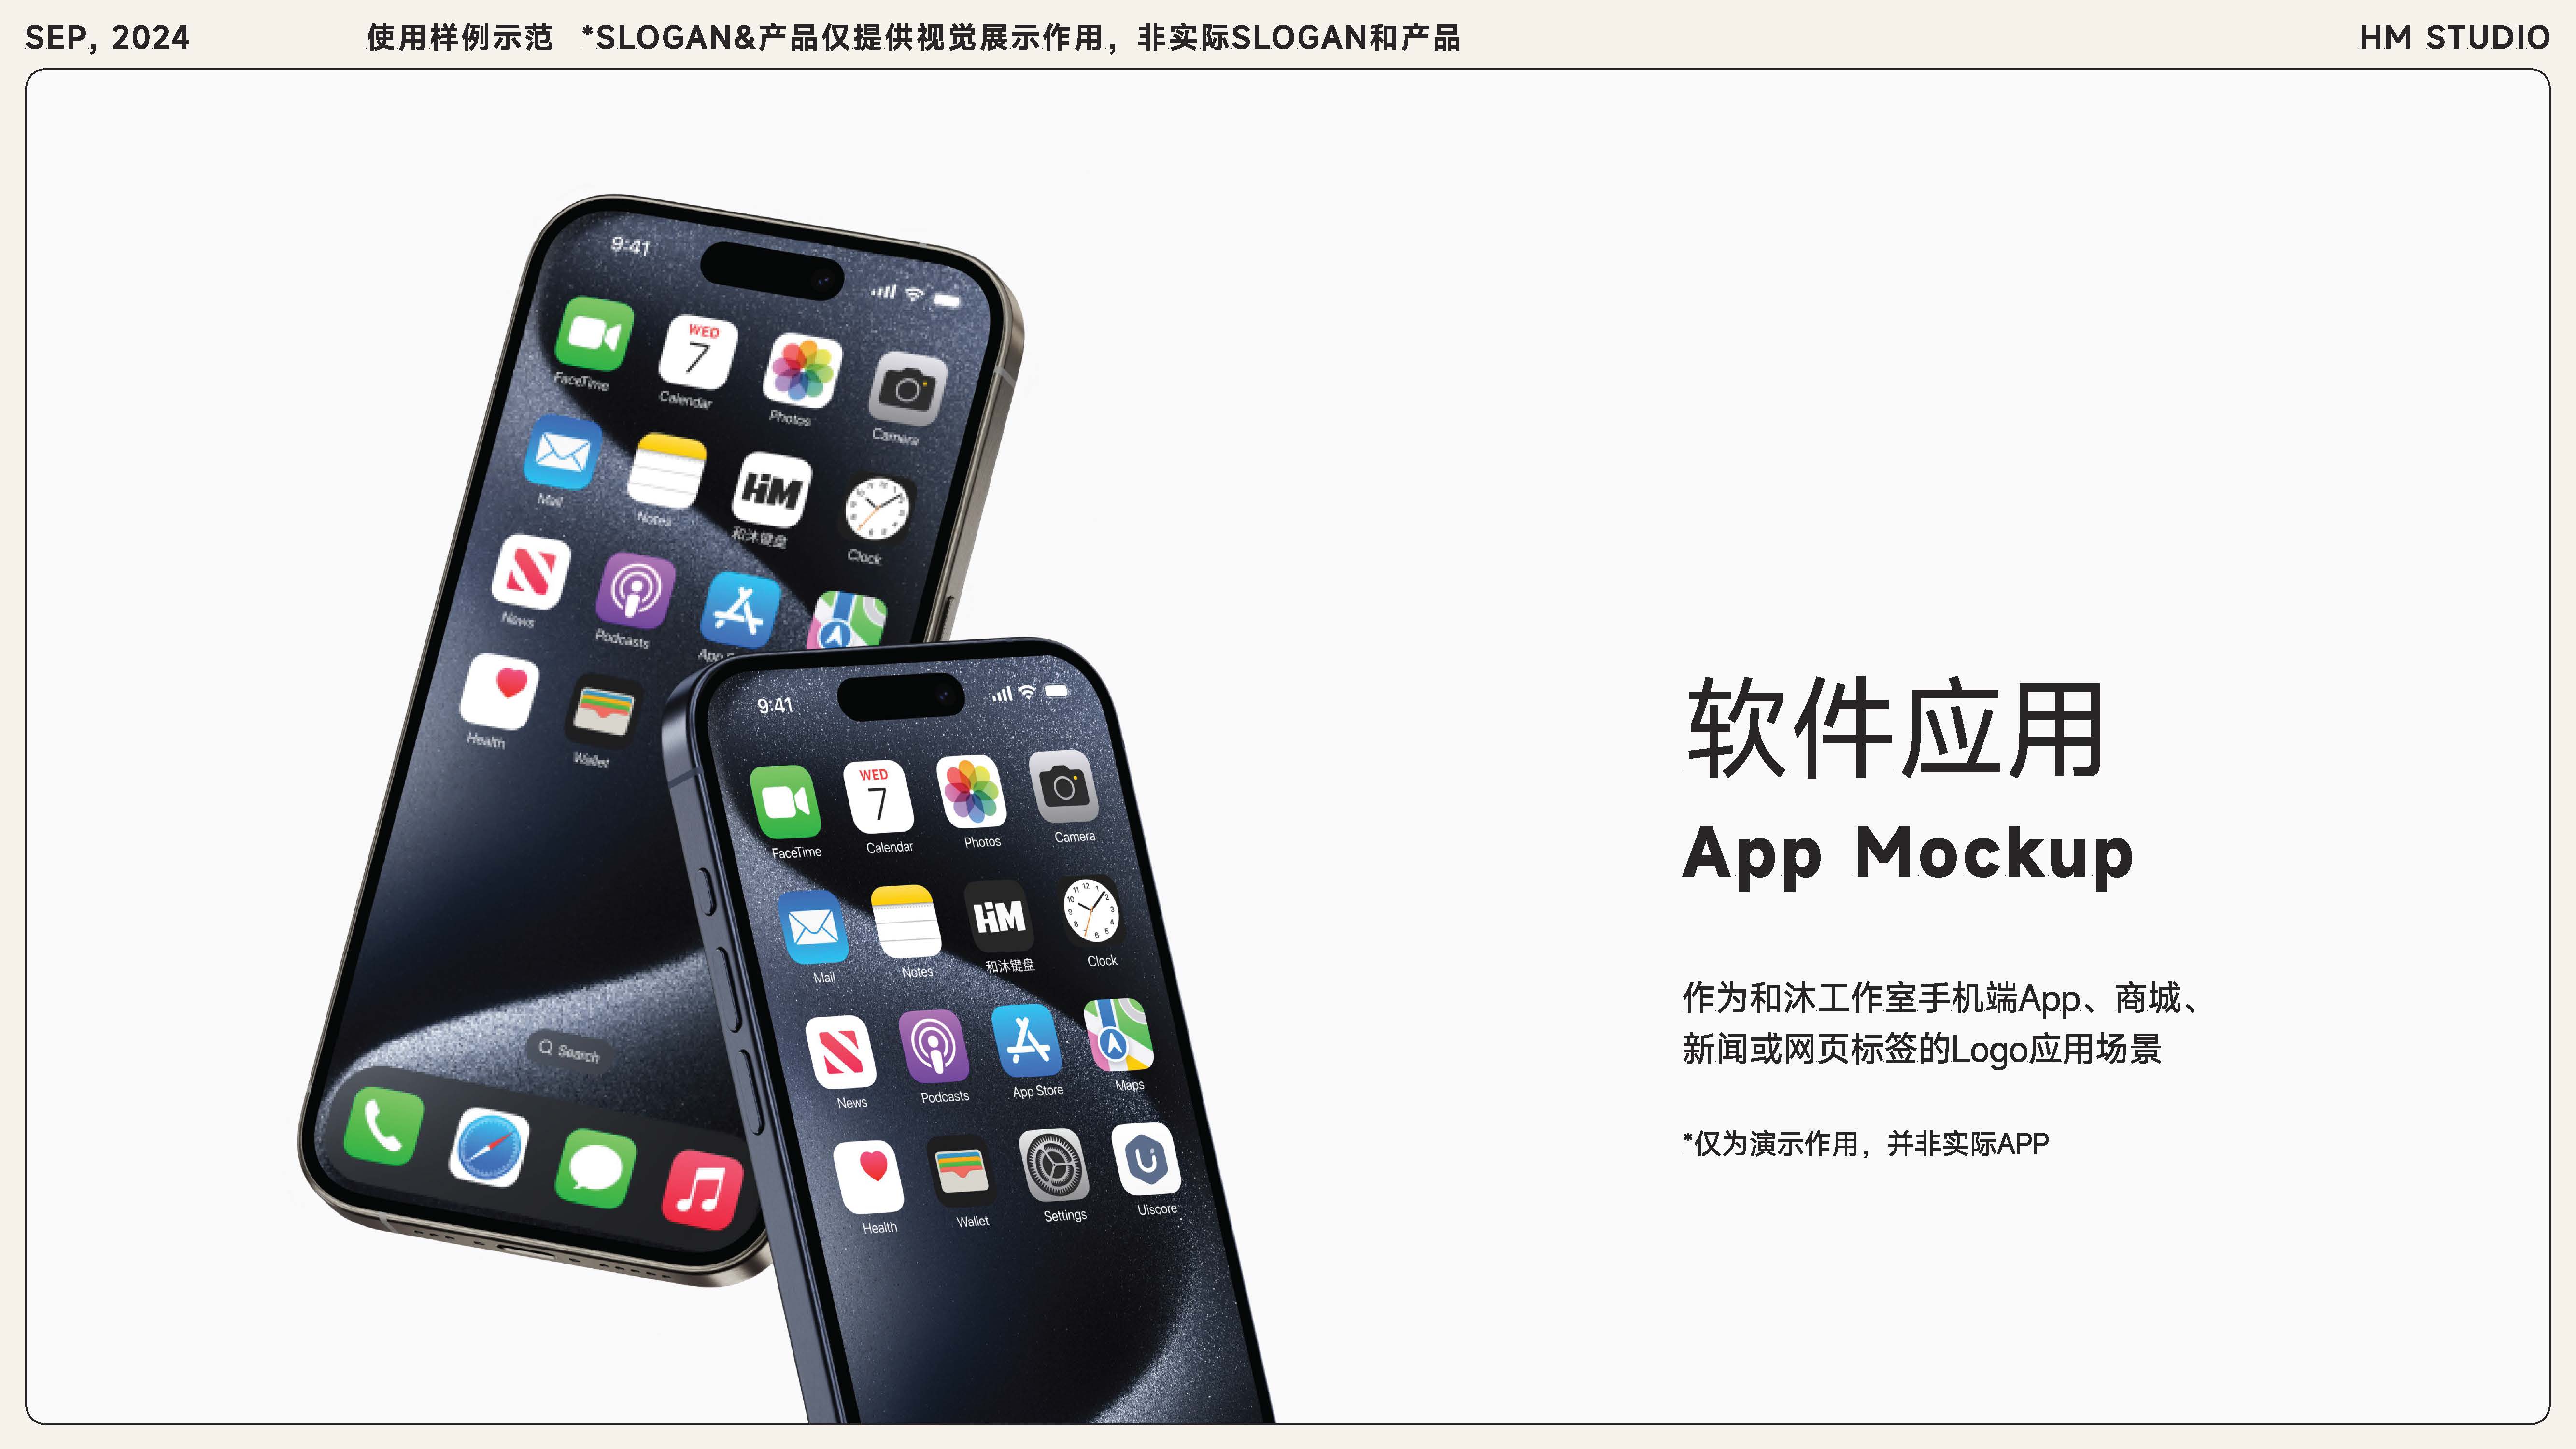 SEP, 2024
使用样例示范 *SLOGAN&产品仅提供视觉展示作用，非实际SLOGAN和产品
HM STUDIO
9:41
WED
7
FaceTime
Calendar
Photos
Camera
HiM
Mail
Notes
和沐键盘
Clock
News
Podcasts
App
Health
Wallet
Search
9:41
WED
7
FaceTime
Calendar
Photos
Camera
HiM
Mail
Notes
和沐键盘
Clock
News
Podcasts
App Store
Maps
Health
Wallet
Settings
Uiscore
软件应用
App Mockup
作为和沐工作室手机端App、商城、
新闻或网页标签的Logo应用场景
*仅为演示作用，并非实际APP